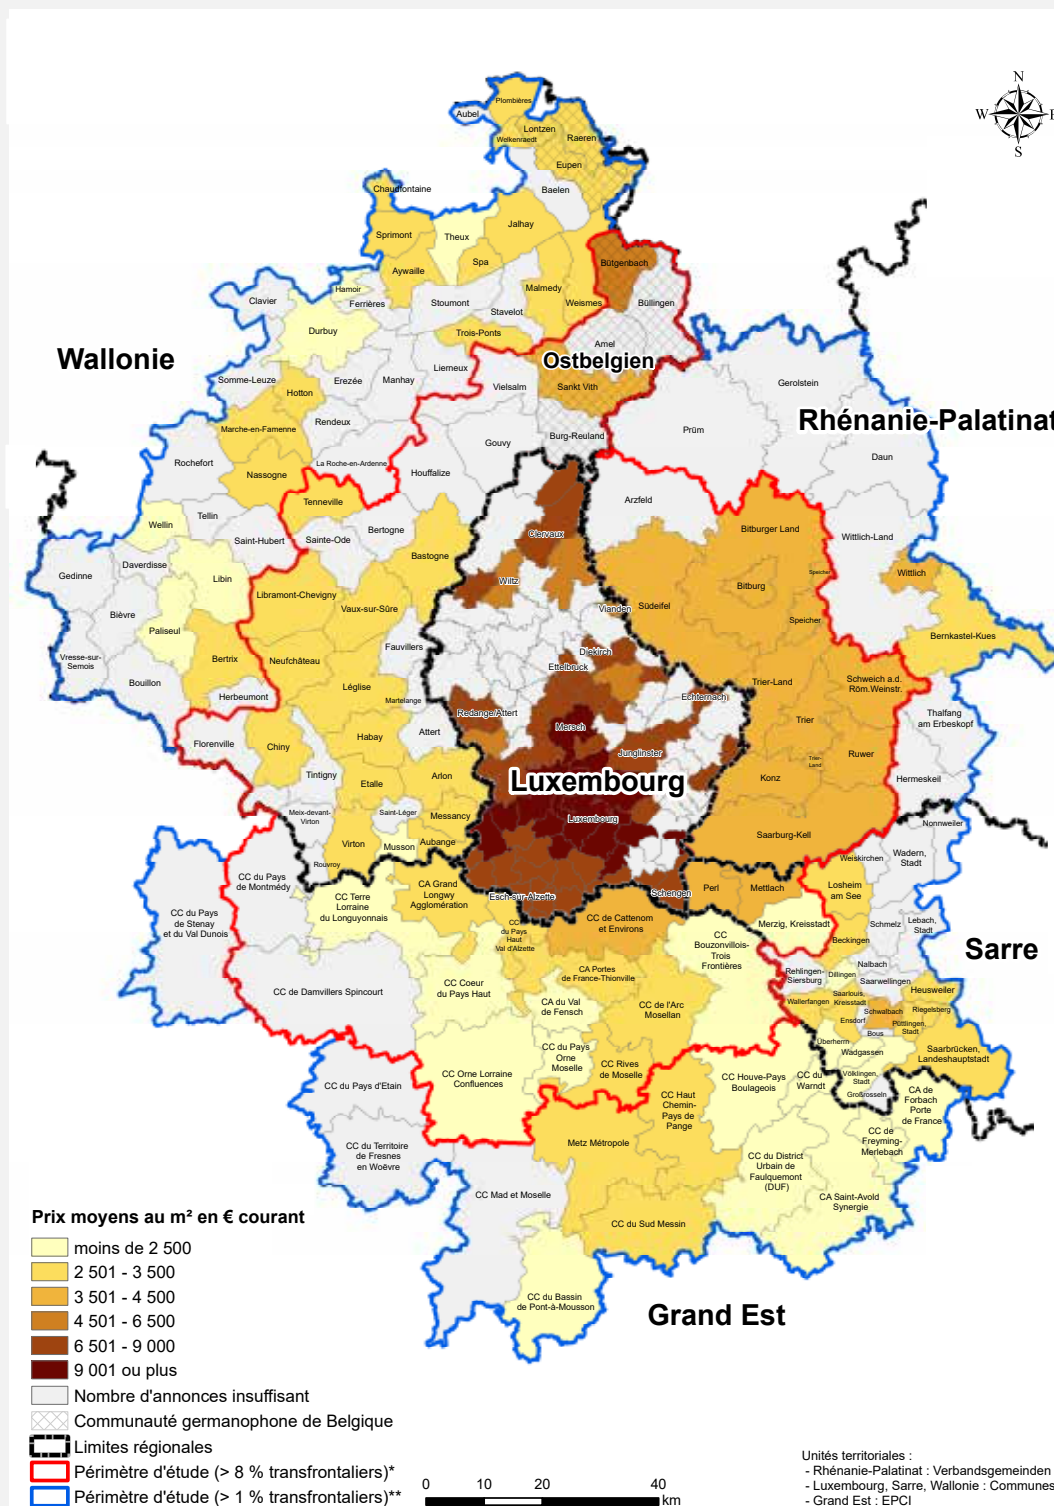 N
W
E
S
Plombières
Aubel
Lontzen
Welkenraedt
Raeren
Eupen
Baelen
Chaudfontaine
Jalhay
Theux
Sprimont
Spa
Aywaille
Bütgenbach
Malmedy
Büllingen
Hamoir
Ferrières
Clavier
Stoumont
Weismes
Stavelot
Durbuy
Trois-Ponts
Amel
Wallonie
Ostbelgien
Lierneux
Somme-Leuze
Erezée
Manhay
Vielsalm
Sankt Vith
Gerolstein
Hotton
Rendeux
Rhénanie-Palatinat
Marche-en-Famenne
Prüm
Gouvy
Burg-Reuland
Daun
Rochefort
La Roche-en-Ardenne
Houffalize
Nassogne
Arzfeld
Tenneville
Wellin
Tellin
Bertogne
Bitburger Land
Clervaux
Wittlich-Land
Saint-Hubert
Sainte-Ode
Bastogne
Daverdisse
Gedinne
Libin
Wiltz
Speicher
Wittlich
Bitburg
Libramont-Chevigny
Vaux-sur-Sûre
Südeifel
Vianden
Bièvre
Speicher
Paliseul
Bernkastel-Kues
Fauvillers
Diekirch
Vresse-sur-
Semois
Bertrix
Neufchâteau
Ettelbruck
Bouillon
Léglise
Trier-Land
Schweich a.d.
Röm.Weinstr.
Herbeumont
Martelange
Echternach
Redange/Attert
Thalfang
am Erbeskopf
Mersch
Trier
Florenville
Chiny
Habay
Attert
Junglinster
Ruwer
Trier-
Land
Tintigny
Etalle
Arlon
Luxembourg
Konz
Hermeskeil
Meix-devant-
Virton
Saint-Léger
Messancy
Luxembourg
Nonnweiler
Virton
Musson
Aubange
Saarburg-Kell
Rouvroy
Weiskirchen
Wadern,
Stadt
CC du Pays
de Montmédy
CC Terre
Lorraine
du Longuyonnais
CA Grand
Longwy
Agglomération
Esch-sur-Alzette
Schengen
Perl
Mettlach
Losheim
am See
CC du Pays
de Stenay
et du Val Dunois
CC de Cattenom
et Environs
Merzig, Kreisstadt
Schmelz
Lebach,
Stadt
CC
du Pays
Haut
Val d'Alzette
CC
Bouzonvillois-
Trois
Frontières
Beckingen
Sarre
Nalbach
Rehlingen-
Siersburg
Dillingen
Saarwellingen
CC de Damvillers Spincourt
CC Coeur
du Pays Haut
CA Portes
de France-Thionville
Heusweiler
Wallerfangen
Saarlouis,
Kreisstadt
CA du Val
de Fensch
CC de l'Arc
Mosellan
Schwalbach
Riegelsberg
Ensdorf
Püttlingen,
Stadt
Bous
Überherrn
Wadgassen
CC du Pays
Orne
Moselle
Saarbrücken,
Landeshauptstadt
CC Orne Lorraine
Confluences
CC Rives
de Moselle
CC Houve-Pays
Boulageois
CC du
Warndt
Völklingen,
Stadt
CC du Pays d'Etain
Großrosseln
CA de
Forbach
Porte
de France
CC Haut
Chemin-
Pays de
Pange
CC de
Freyming-
Merlebach
Metz Métropole
CC du Territoire
de Fresnes
en Woëvre
CC du District
Urbain de
Faulquemont
(DUF)
CC Mad et Moselle
CA Saint-Avold
Synergie
CC du Sud Messin
CC du Bassin
de Pont-à-Mousson
Grand Est
Prix moyens au m² en € courant
moins de 2 500
2 501 - 3 500
3 501 - 4 500
4 501 - 6 500
6 501 - 9 000
9 001 ou plus
Nombre d'annonces insuffisant
Communauté germanophone de Belgique
Limites régionales
Périmètre d'étude (> 8 % transfrontaliers)*
Périmètre d'étude (> 1 % transfrontaliers)**
0 10 20 40
km
Unités territoriales :
- Rhénanie-Palatinat : Verbandsgemeinden
- Luxembourg, Sarre, Wallonie : Communes
- Grand Est : EPCI